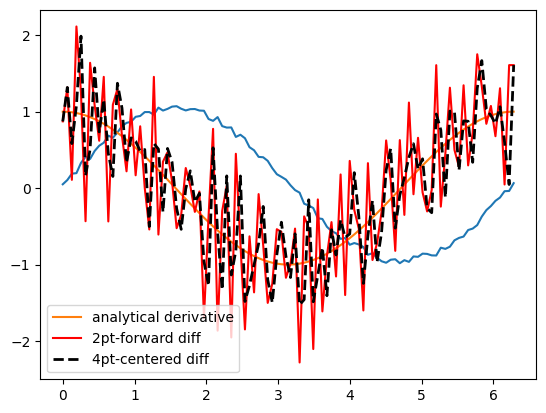 2
1
0
−1
−2
analytical derivative
2pt-forward diff
4pt-centered diff
0 1 2 3 4 5 6